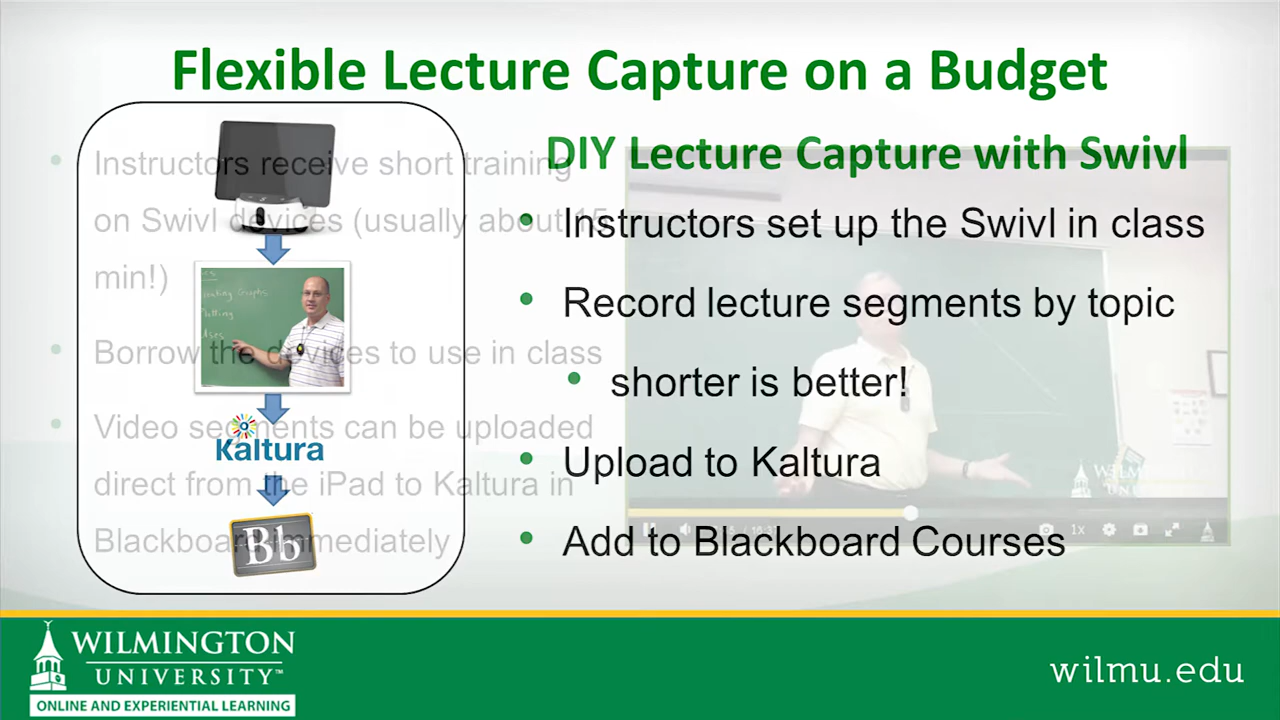 Flexible Lecture Capture on a Budget
DIY Lecture Capture with Swivl
• Instructors set up the Swivl in class
• Record lecture segments by topic
• shorter is better!
• Upload to Kaltura
• Add to Blackboard Courses
• Instructors receive short training
on Swivl devices (usually about 15
min!)
• Borrow the devices to use in class
• Video segments can be uploaded
direct from the iPad to Kaltura in
Blackboard immediately
Kaltura
Bb
1x
WILMINGTON
UNIVERSITY
WILMINGTON
UNIVERSITY™
ONLINE AND EXPERIENTIAL LEARNING
wilmu.edu